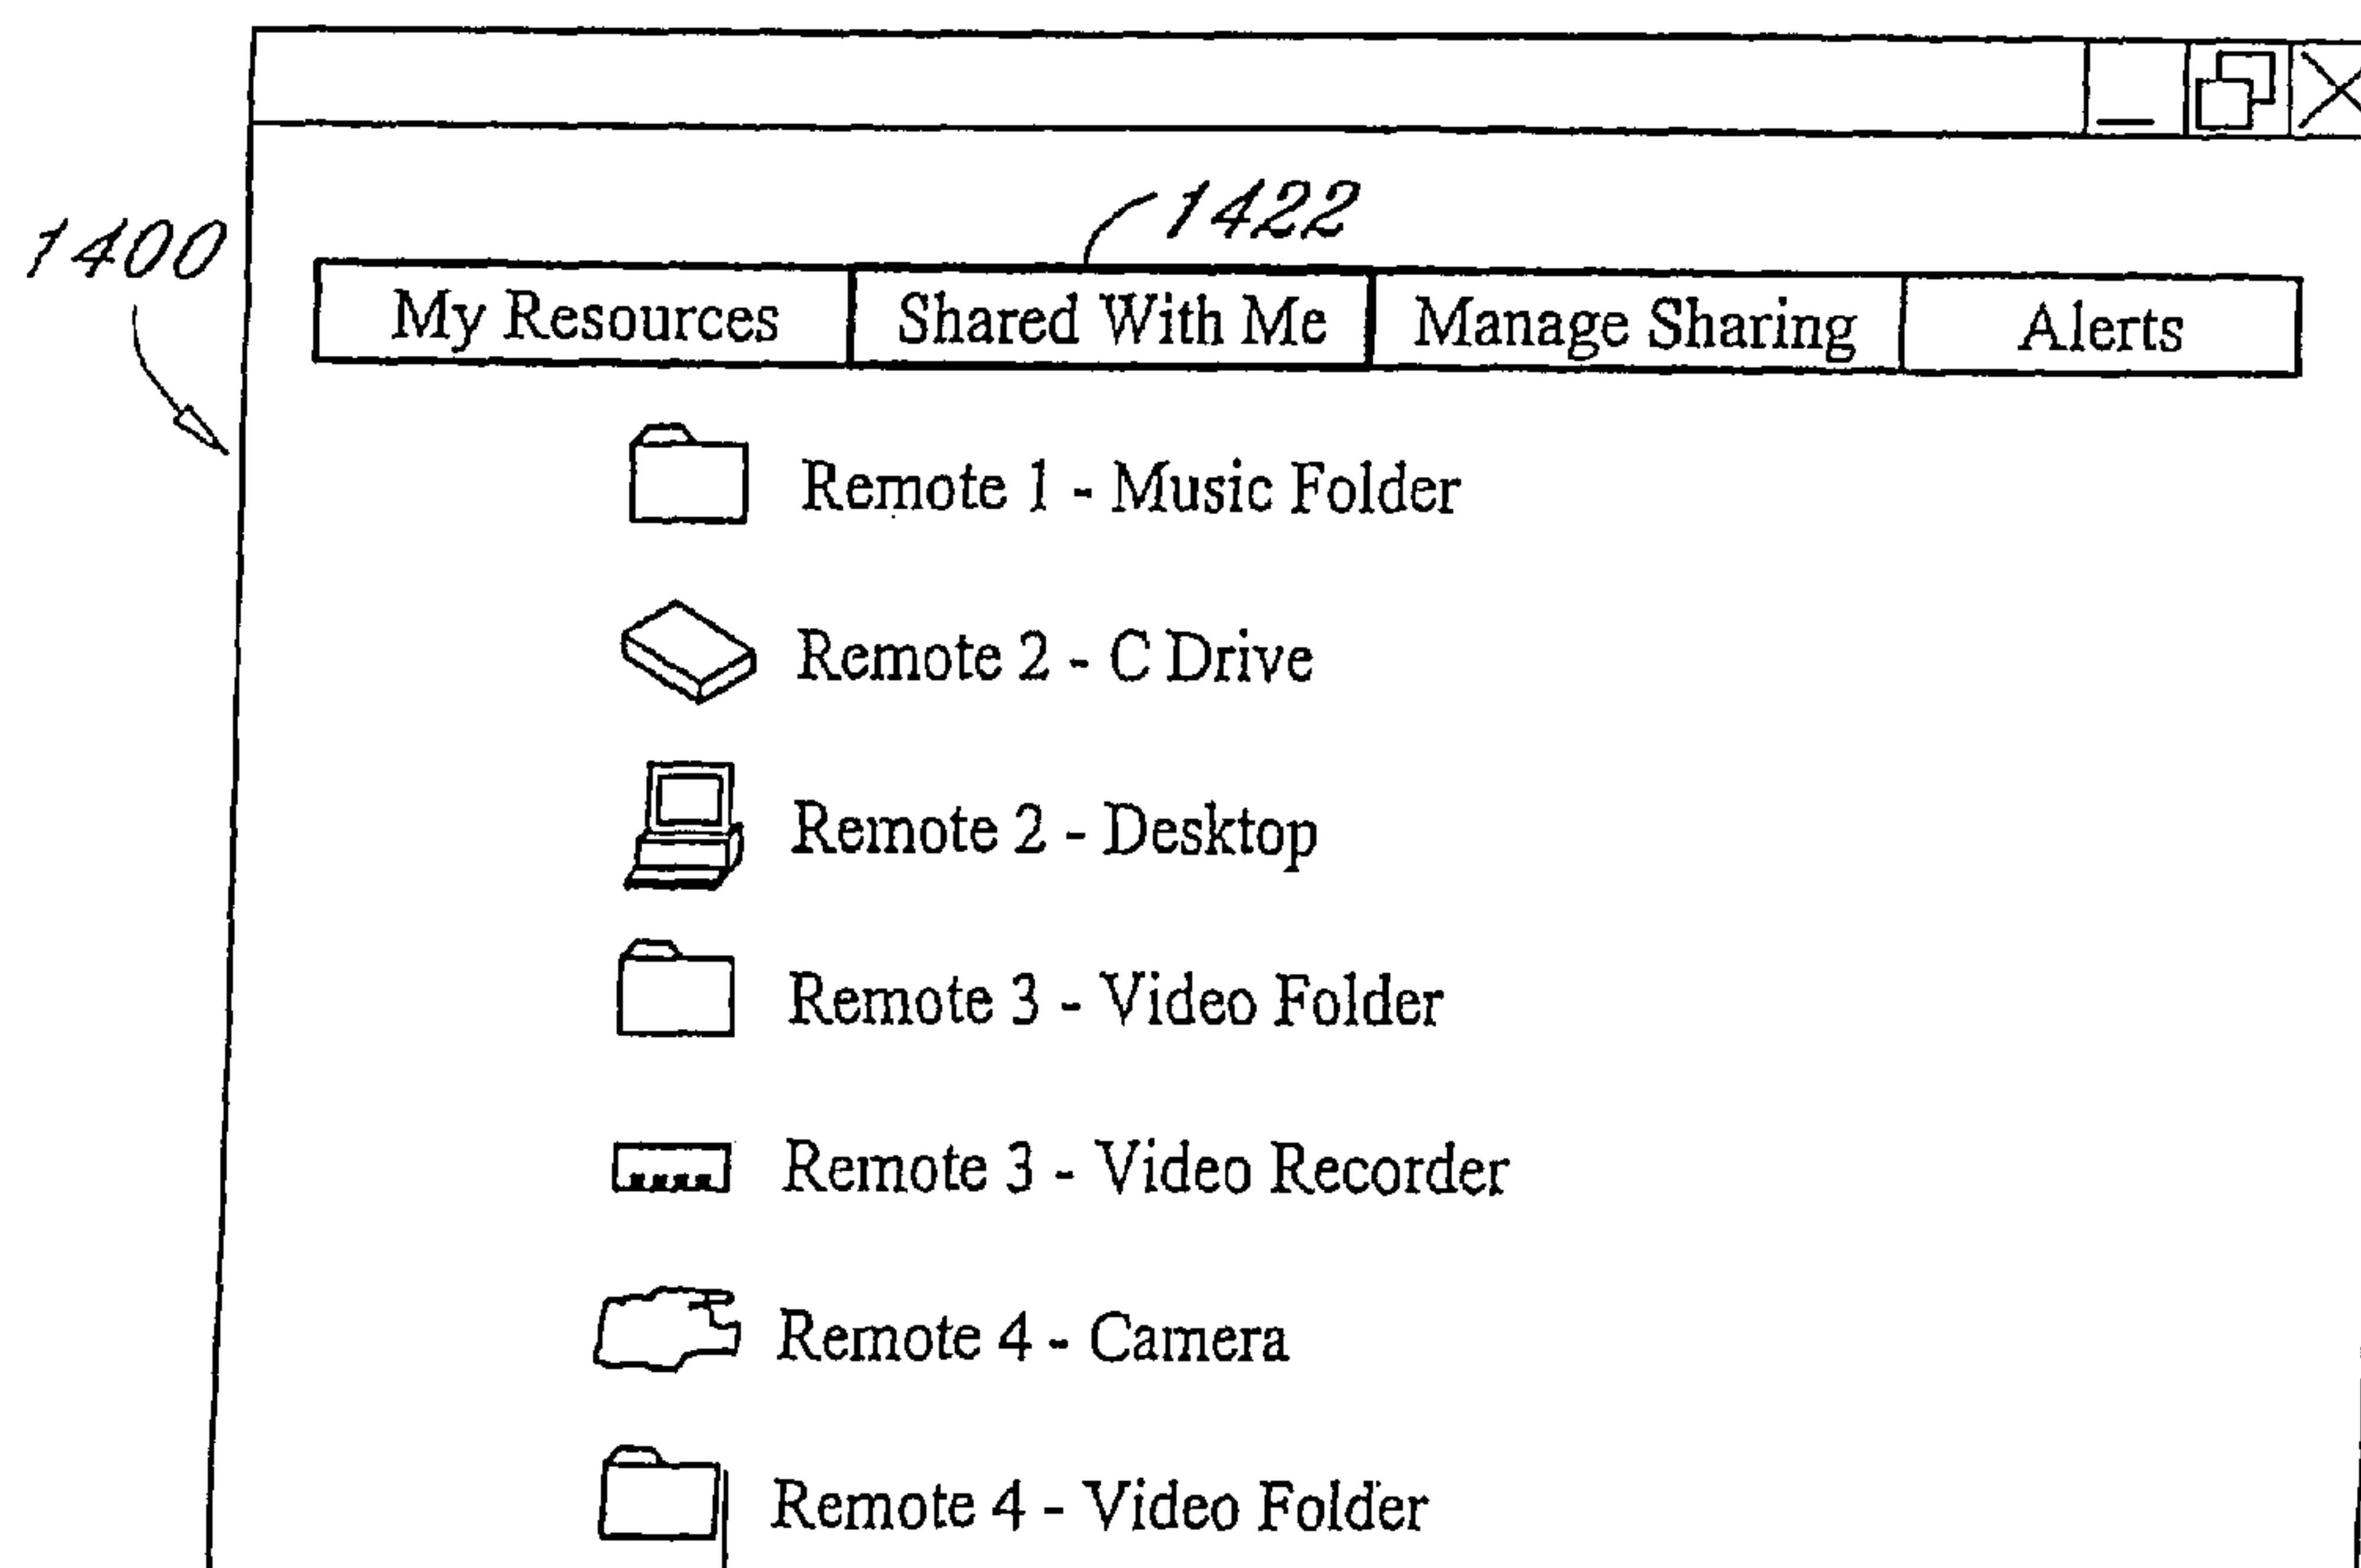 1422
1400
My Resources Shared With Me Manage Sharing Alerts
Remote 1 - Music Folder
Remote 2 - C Drive
Remote 2 - Desktop
Remote 3 - Video Folder
Remote 3 - Video Recorder
Remote 4 - Camera
Remote 4 - Video Folder